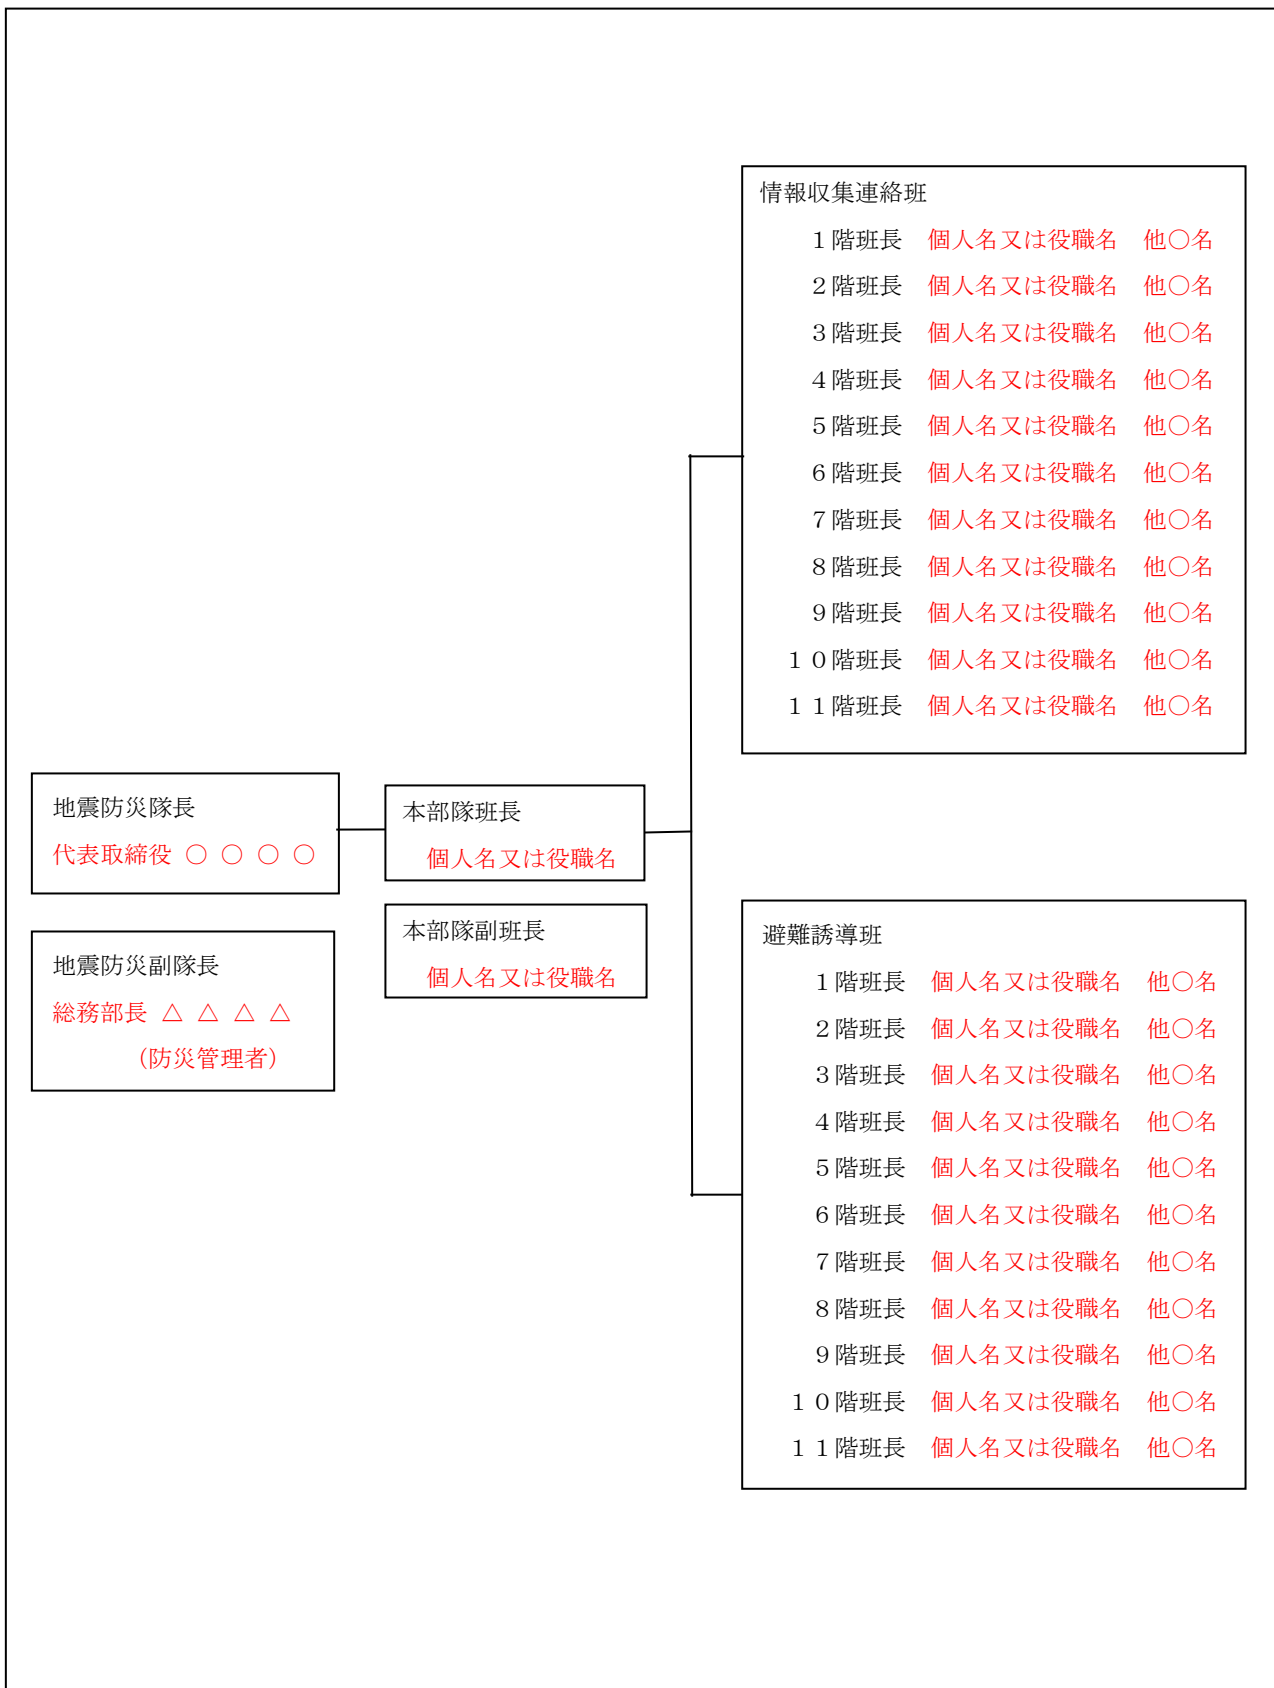 情報収集連絡班
１階班長　個人名又は役職名　他〇名
２階班長　個人名又は役職名　他〇名
３階班長　個人名又は役職名　他〇名
４階班長　個人名又は役職名　他〇名
５階班長　個人名又は役職名　他〇名
６階班長　個人名又は役職名　他〇名
７階班長　個人名又は役職名　他〇名
８階班長　個人名又は役職名　他〇名
９階班長　個人名又は役職名　他〇名
１０階班長　個人名又は役職名　他〇名
１１階班長　個人名又は役職名　他〇名
地震防災隊長
代表取締役 〇 〇 〇 〇
地震防災副隊長
総務部長 △ △ △ △
（防災管理者）
本部隊班長
個人名又は役職名
本部隊副班長
個人名又は役職名
避難誘導班
１階班長　個人名又は役職名　他〇名
２階班長　個人名又は役職名　他〇名
３階班長　個人名又は役職名　他〇名
４階班長　個人名又は役職名　他〇名
５階班長　個人名又は役職名　他〇名
６階班長　個人名又は役職名　他〇名
７階班長　個人名又は役職名　他〇名
８階班長　個人名又は役職名　他〇名
９階班長　個人名又は役職名　他〇名
１０階班長　個人名又は役職名　他〇名
１１階班長　個人名又は役職名　他〇名